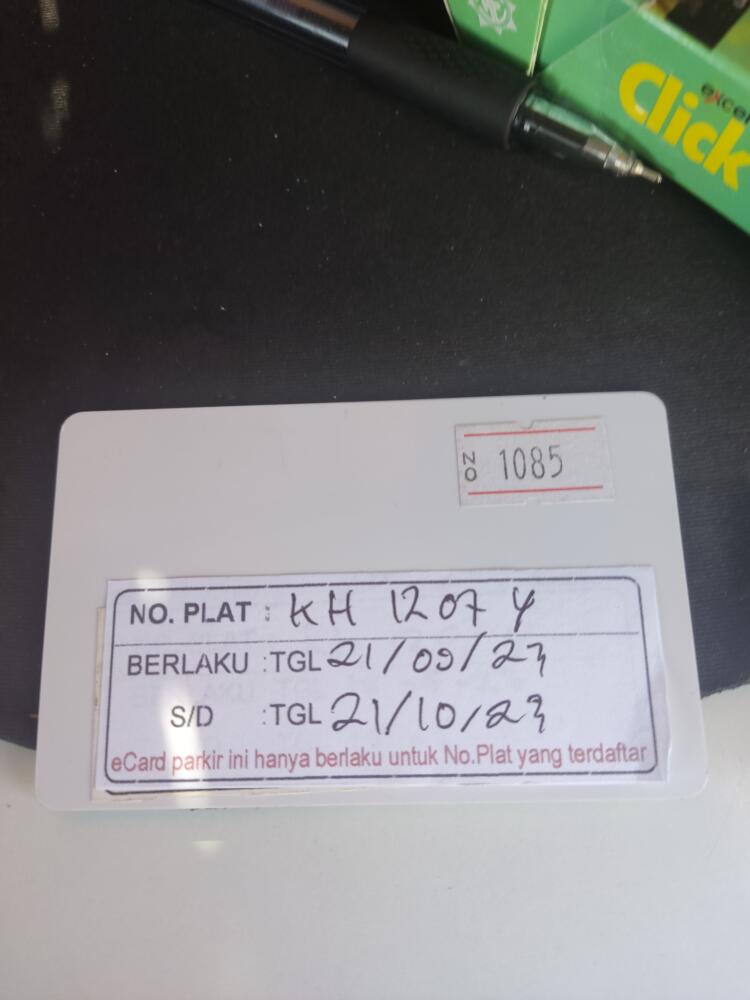 excel
Click
NO 1085
NO. PLAT : KH 1207 Y
BERLAKU : TGL 21/09/23
S/D : TGL 21/10/23
eCard parkir ini hanya berlaku untuk No.Plat yang terdaftar